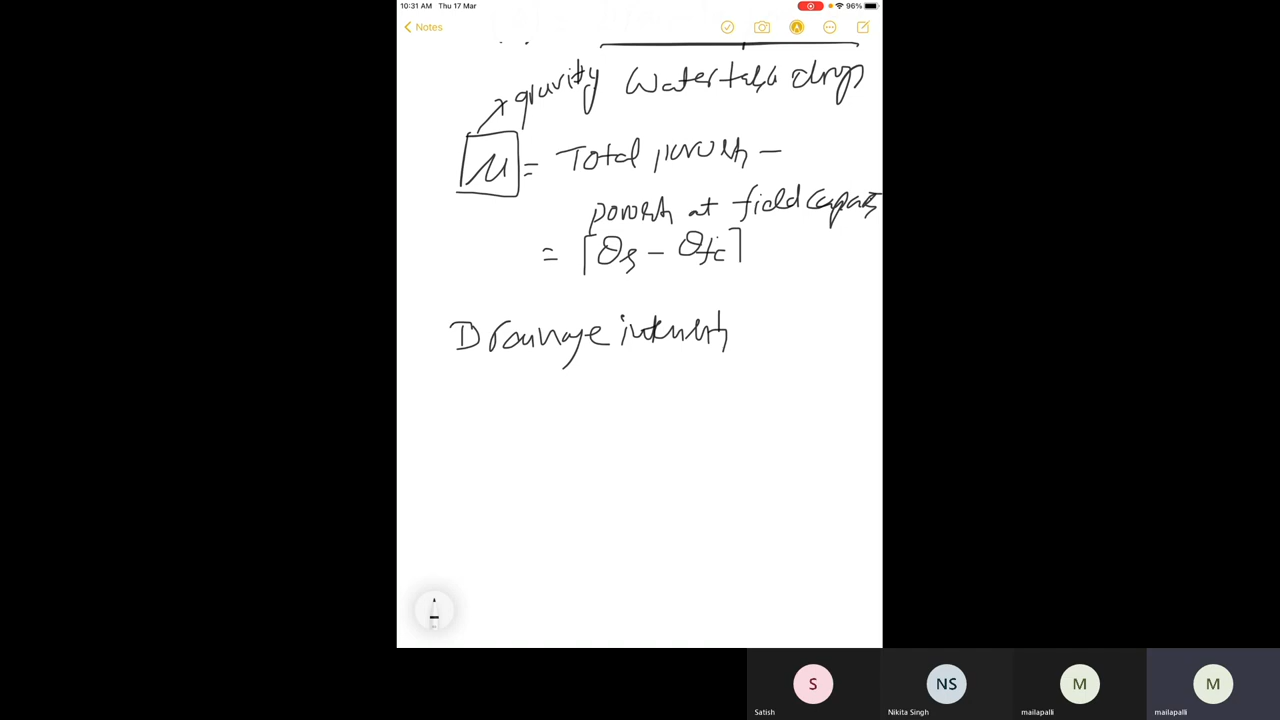 10:31 AM Thu 17 Mar 96%
Notes
gravity Watertable drops
μ = Total porosity -
porosity at field capacity
= [θs - θfc]
Drainage intensity
S NS M M
Satish Nikita Singh mailapalli mailapalli